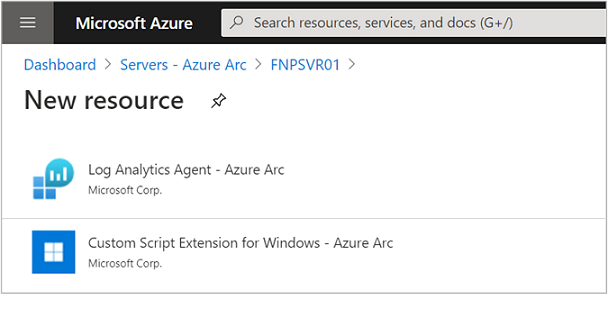 Microsoft Azure
Search resources, services, and docs (G+/)
Dashboard > Servers - Azure Arc > FNPSVR01 >
New resource
Log Analytics Agent - Azure Arc
Microsoft Corp.
Custom Script Extension for Windows - Azure Arc
Microsoft Corp.